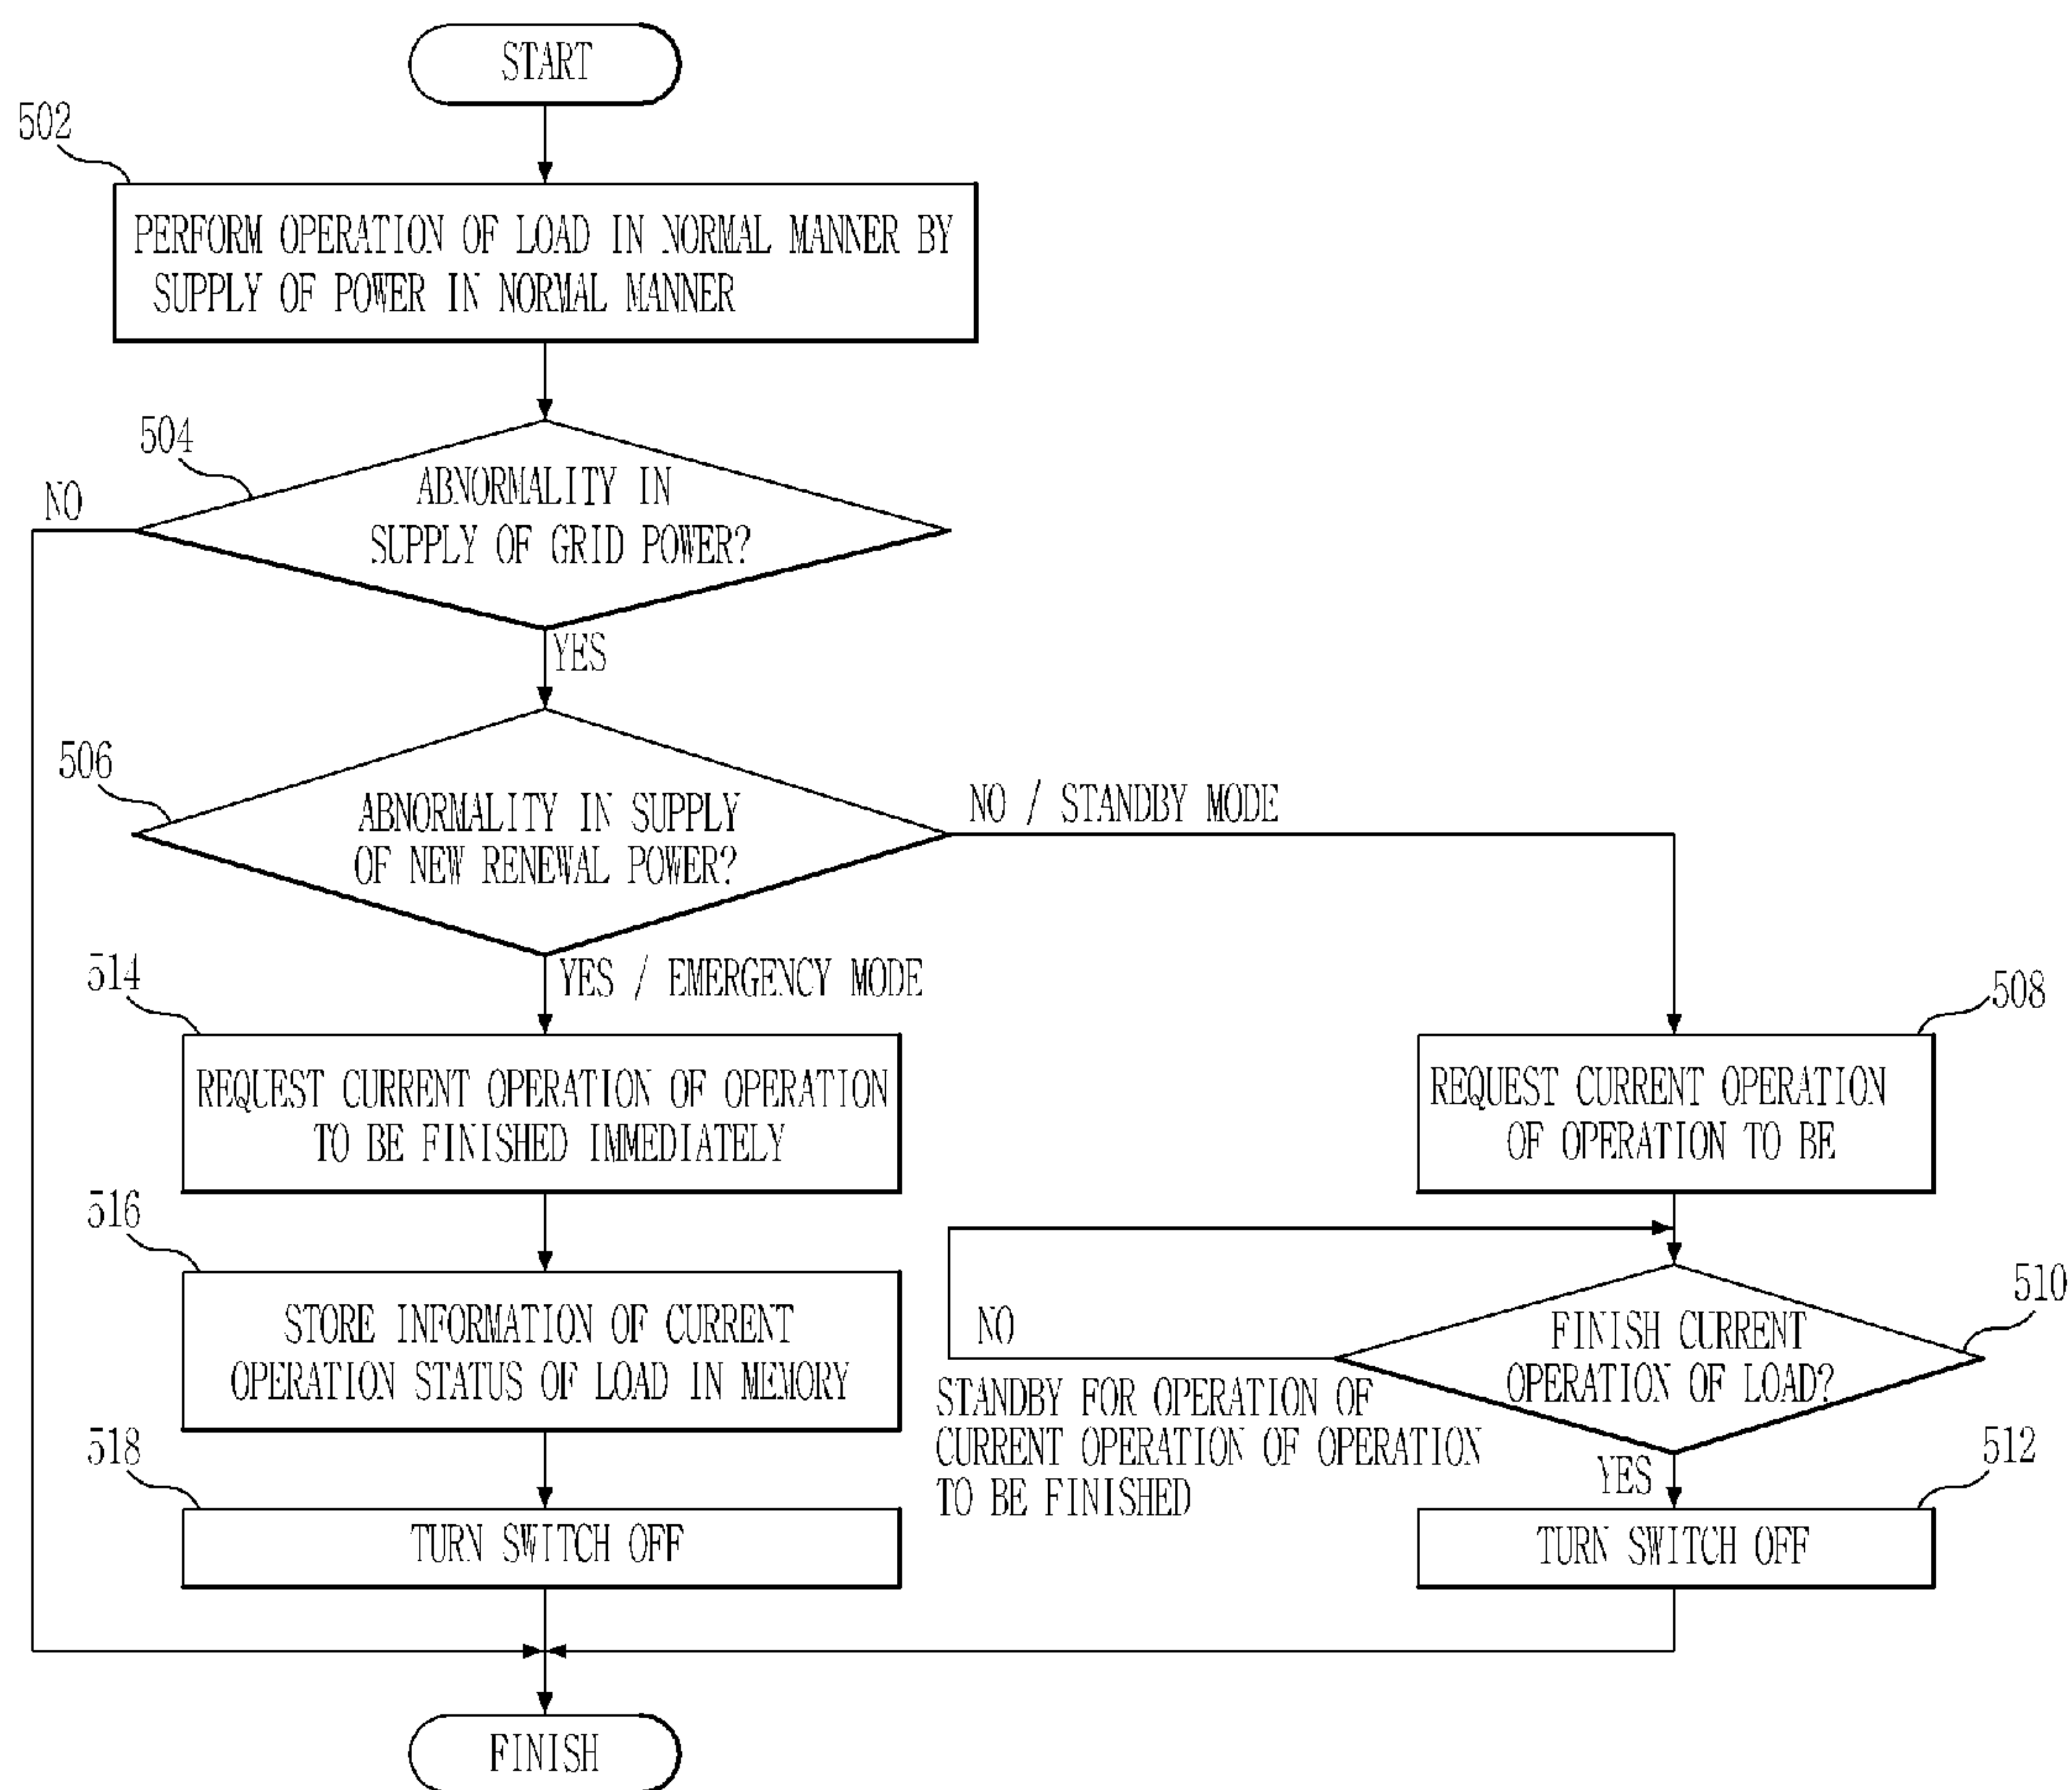 START
502
PERFORM OPERATION OF LOAD IN NORMAL MANNER BY
SUPPLY OF POWER IN NORMAL MANNER
504
NO
ABNORMALITY IN
SUPPLY OF GRID POWER?
YES
506
ABNORMALITY IN SUPPLY
OF NEW RENEWAL POWER?
NO / STANDBY MODE
YES / EMERGENCY MODE
514
REQUEST CURRENT OPERATION OF OPERATION
TO BE FINISHED IMMEDIATELY
508
REQUEST CURRENT OPERATION
OF OPERATION TO BE
516
STORE INFORMATION OF CURRENT
OPERATION STATUS OF LOAD IN MEMORY
510
FINISH CURRENT
OPERATION OF LOAD?
NO
STANDBY FOR OPERATION OF
CURRENT OPERATION OF OPERATION
TO BE FINISHED
YES
518
TURN SWITCH OFF
512
TURN SWITCH OFF
FINISH